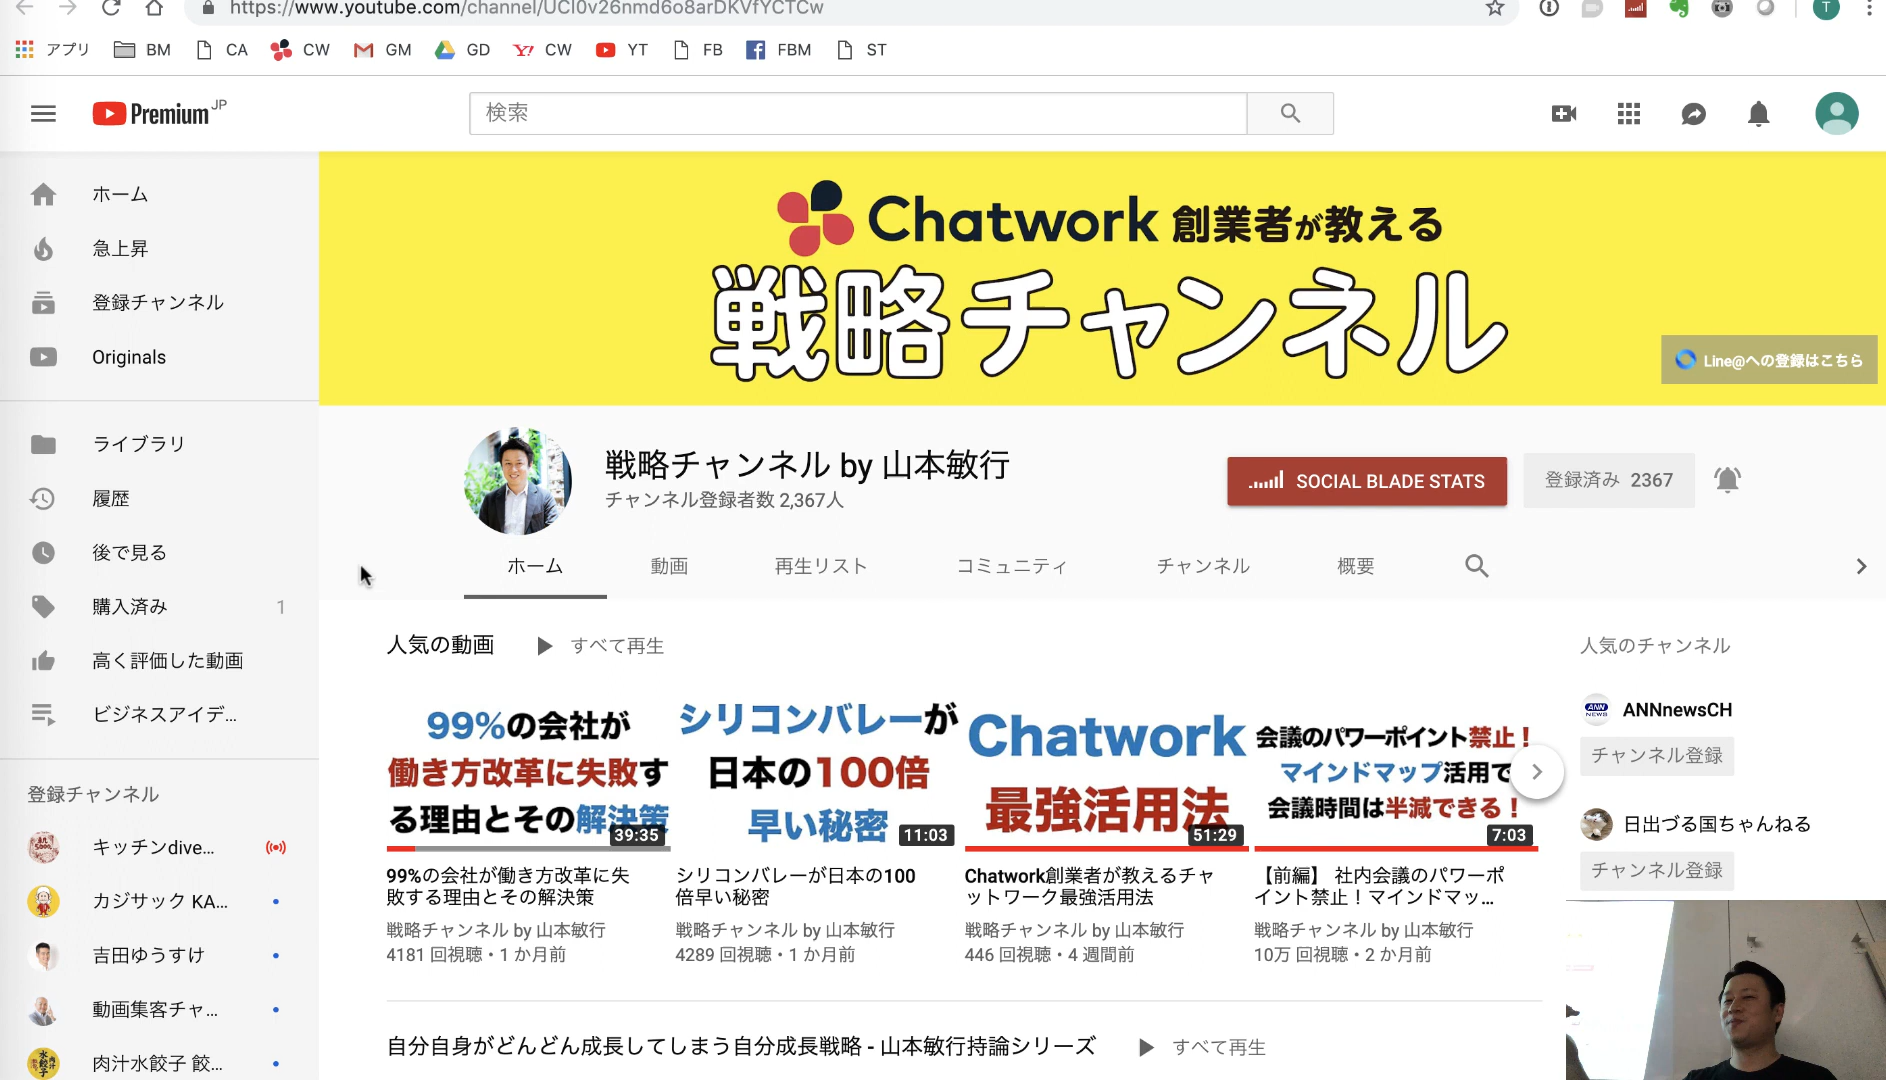 https://www.youtube.com/channel/UCl0v26nmd6o8arDKVfYCTCw
T
アプリ BM CA CW GM GD CW YT FB FBM ST
Premium JP
検索
ホーム
急上昇
登録チャンネル
Originals
ライブラリ
履歴
後で見る
購入済み 1
高く評価した動画
ビジネスアイデ...
登録チャンネル
キッチンdive...
カジサック KA...
吉田ゆうすけ
動画集客チャ...
肉汁水餃子 餃...
Chatwork 創業者が教える
戦略チャンネル
Line@への登録はこちら
戦略チャンネル by 山本敏行
チャンネル登録者数 2,367人
SOCIAL BLADE STATS
登録済み 2367
ホーム 動画 再生リスト コミュニティ チャンネル 概要
人気の動画 すべて再生
99%の会社が
働き方改革に失敗す
る理由とその解決策
39:35
99%の会社が働き方改革に失
敗する理由とその解決策
戦略チャンネル by 山本敏行
4181 回視聴・1 か月前
シリコンバレーが
日本の100倍
早い秘密
11:03
シリコンバレーが日本の100
倍早い秘密
戦略チャンネル by 山本敏行
4289 回視聴・1 か月前
Chatwork
最強活用法
51:29
Chatwork創業者が教えるチャ
ットワーク最強活用法
戦略チャンネル by 山本敏行
446 回視聴・4 週間前
会議のパワーポイント禁止！
マインドマップ活用で
会議時間は半減できる！
7:03
【前編】 社内会議のパワーポ
イント禁止！マインドマッ...
戦略チャンネル by 山本敏行
10万 回視聴・2 か月前
自分自身がどんどん成長してしまう自分成長戦略 - 山本敏行持論シリーズ すべて再生
人気のチャンネル
ANN NEWS
ANNnewsCH
チャンネル登録
日出づる国ちゃんねる
チャンネル登録